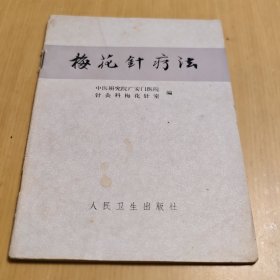 梅花針疗法
中医研究院广安门医院
针灸科梅花针室
编
人民卫生出版社